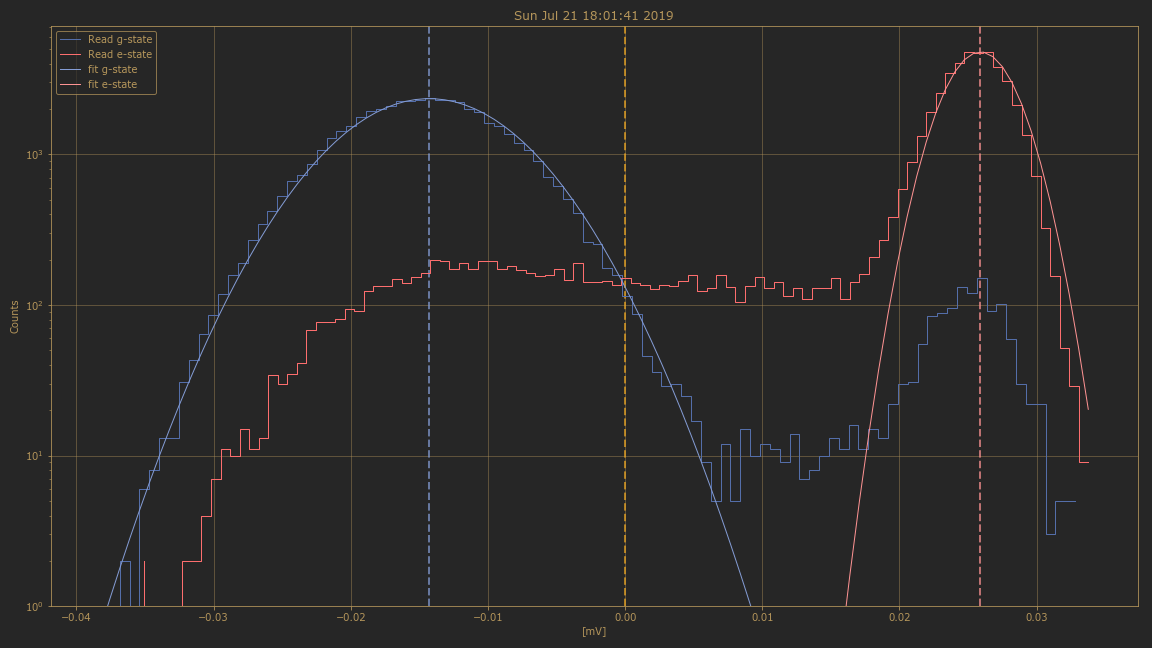 Sun Jul 21 18:01:41 2019
Read g-state
Read e-state
fit g-state
fit e-state
Counts
10³
10²
10¹
10⁰
−0.04 −0.03 −0.02 −0.01 0.00 0.01 0.02 0.03
[mV]